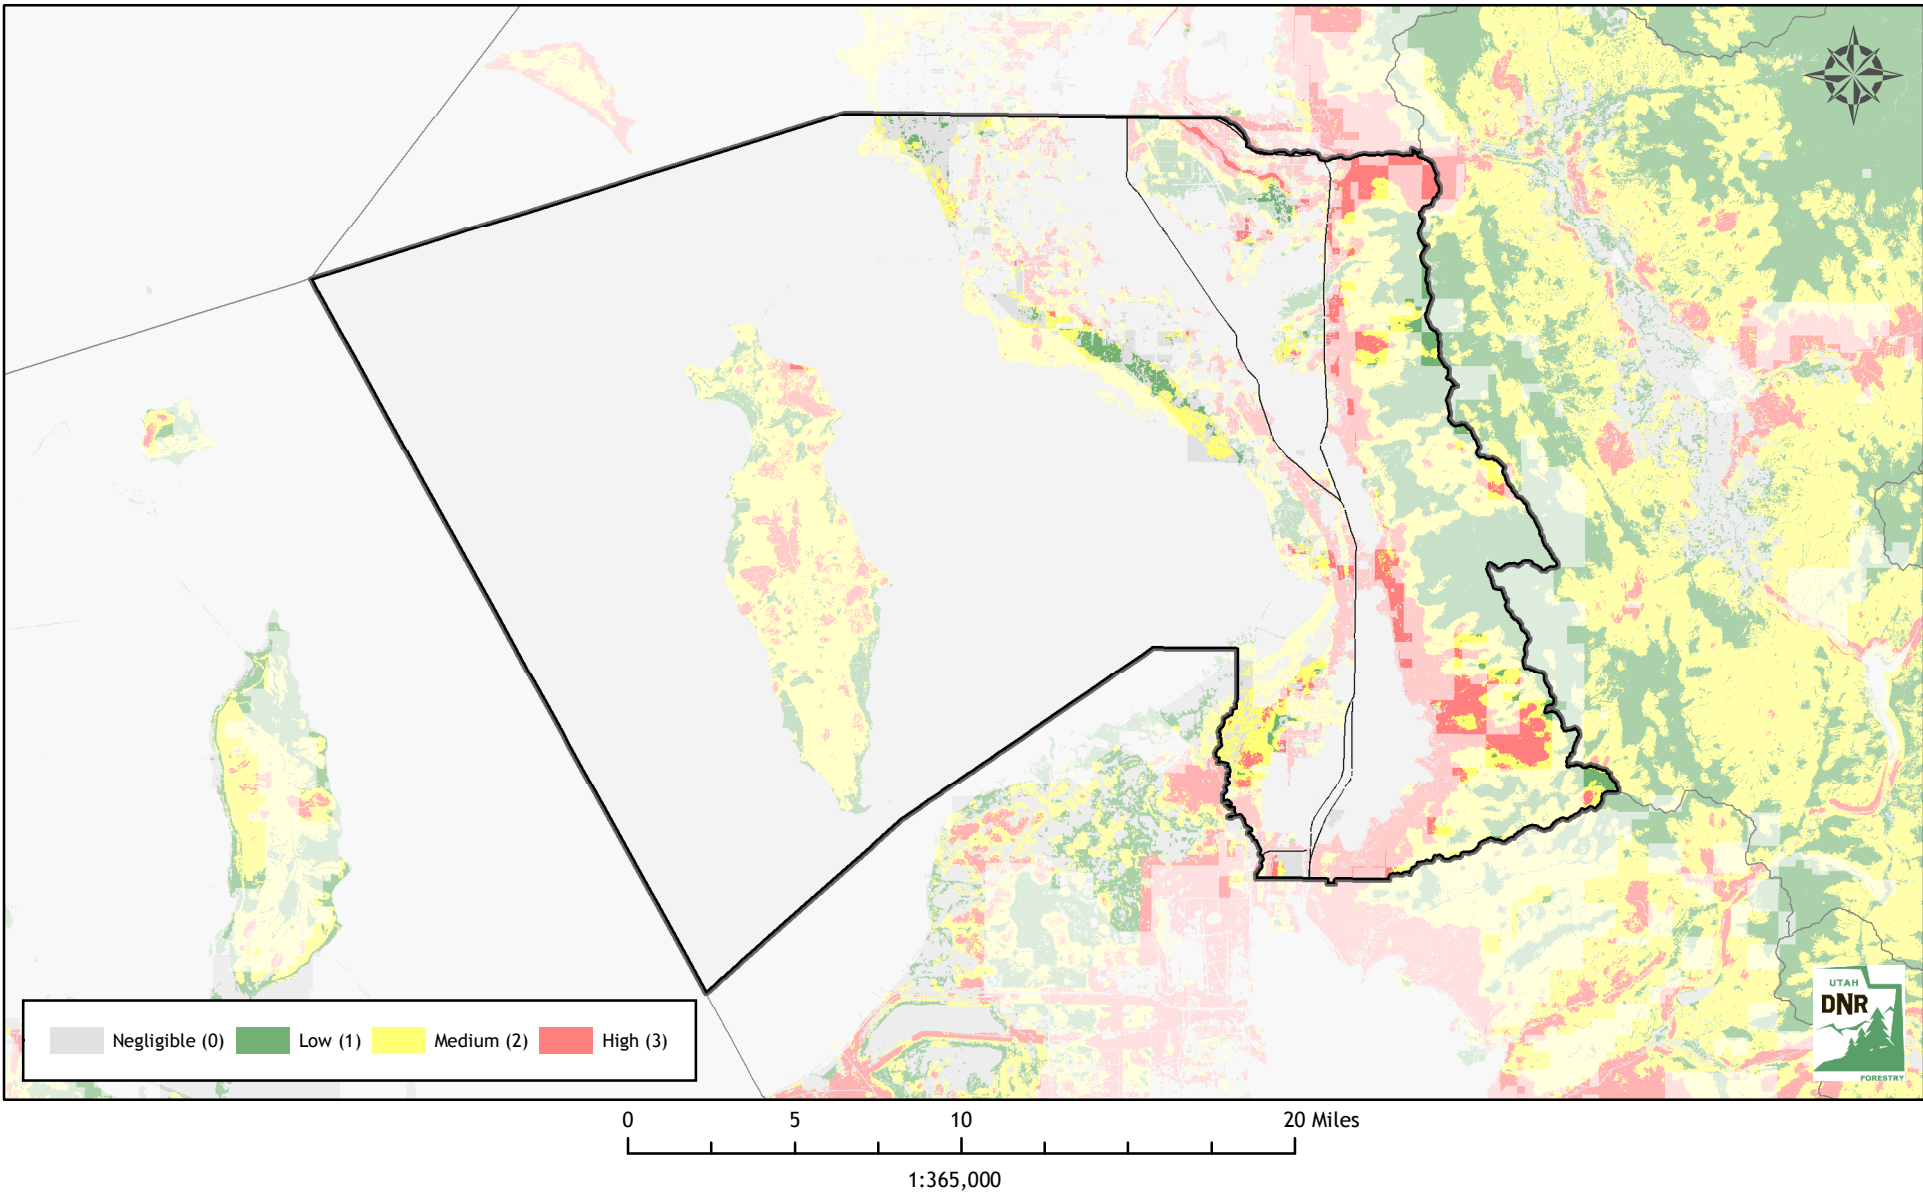 Negligible (0) Low (1) Medium (2) High (3)
UTAH
DNR
FORESTRY
0 5 10 20 Miles
1:365,000